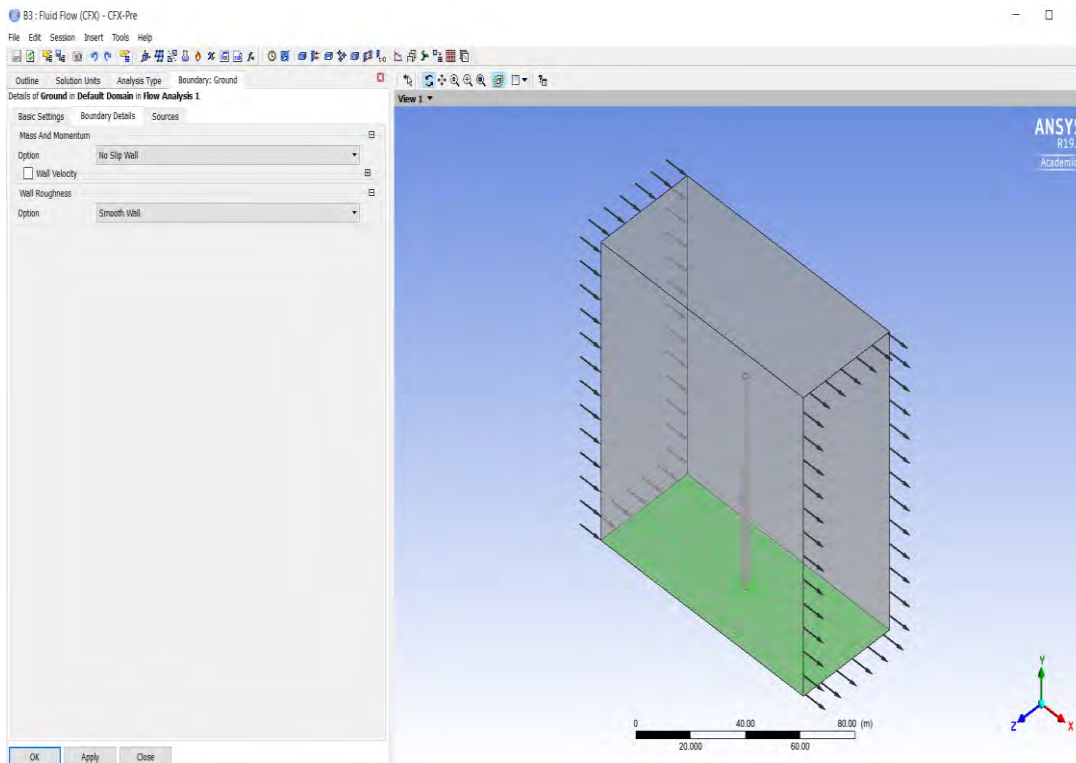 B3 : Fluid Flow (CFX) - CFX-Pre
File Edit Session Insert Tools Help
Outline Solution Units Analysis Type Boundary: Ground
Details of Ground in Default Domain in Flow Analysis 1
Basic Settings Boundary Details Sources
Mass And Momentum
Option No Slip Wall
Wall Velocity
Wall Roughness
Option Smooth Wall
OK Apply Close
View 1
ANSYS
R19.
Academic
Y
Z
X
0 40.00 80.00 (m)
20.000 60.00